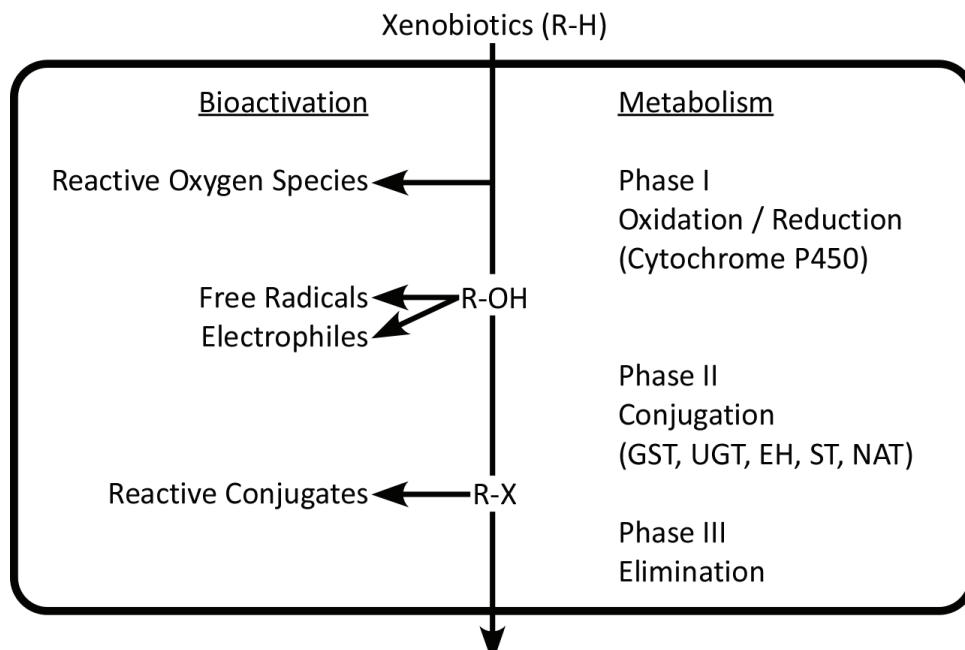 Xenobiotics (R-H)
Bioactivation
Metabolism
Reactive Oxygen Species
Phase I
Oxidation / Reduction
(Cytochrome P450)
Free Radicals
R-OH
Electrophiles
Phase II
Conjugation
(GST, UGT, EH, ST, NAT)
Reactive Conjugates
R-X
Phase III
Elimination